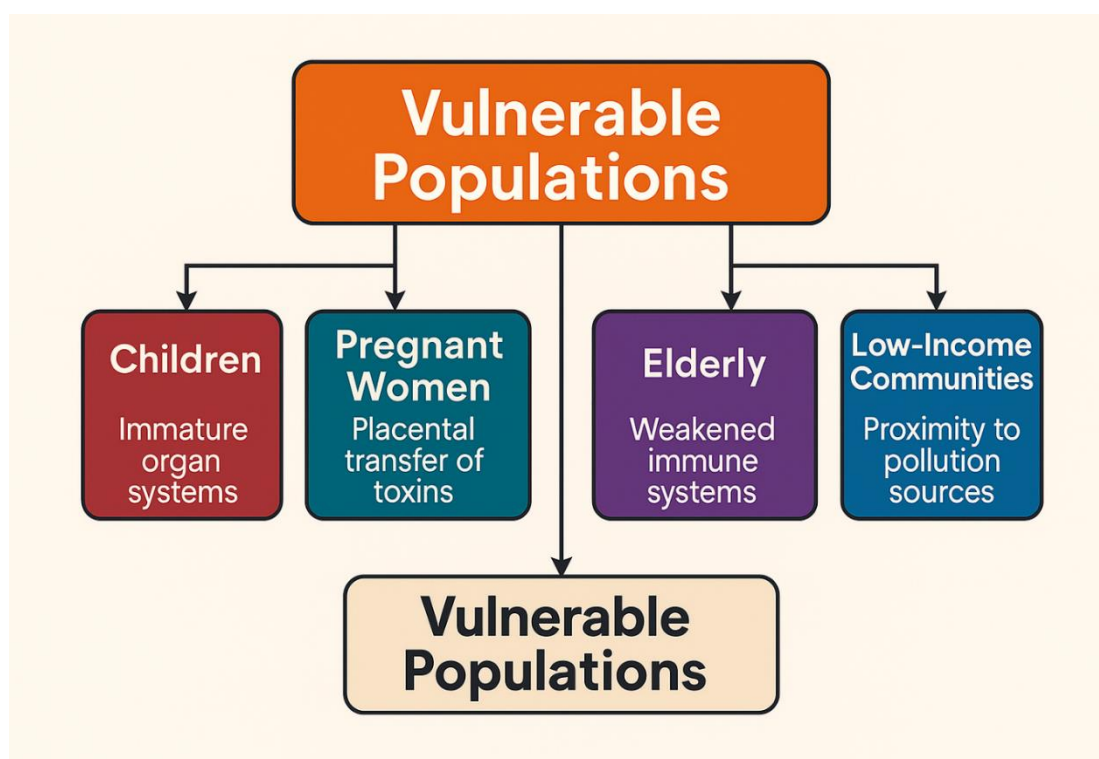 Vulnerable
Populations
Children
Immature
organ
systems
Pregnant
Women
Placental
transfer of
toxins
Elderly
Weakened
immune
systems
Low-Income
Communities
Proximity to
pollution
sources
Vulnerable
Populations